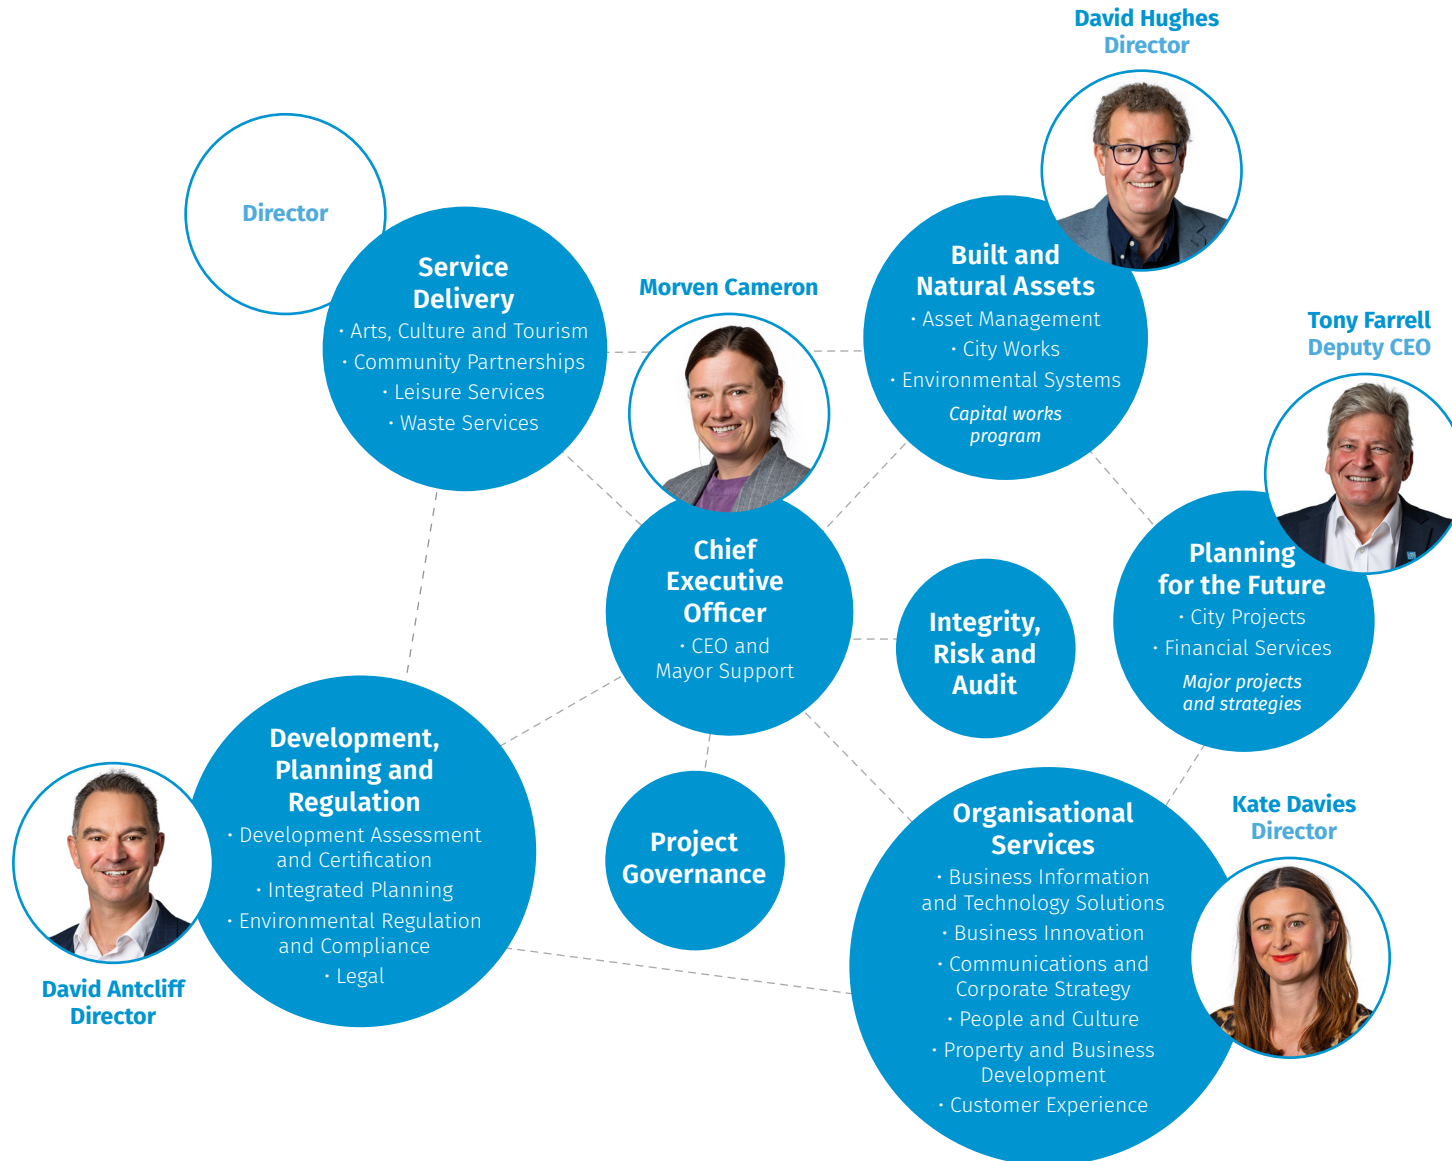 David Hughes
Director
Director
Service
Delivery
· Arts, Culture and Tourism
· Community Partnerships
· Leisure Services
· Waste Services
Morven Cameron
Built and
Natural Assets
· Asset Management
· City Works
· Environmental Systems
Capital works
program
Tony Farrell
Deputy CEO
Chief
Executive
Officer
· CEO and
Mayor Support
Integrity,
Risk and
Audit
Planning
for the Future
· City Projects
· Financial Services
Major projects
and strategies
Development,
Planning and
Regulation
· Development Assessment
and Certification
· Integrated Planning
· Environmental Regulation
and Compliance
· Legal
David Antcliff
Director
Project
Governance
Organisational
Services
· Business Information
and Technology Solutions
· Business Innovation
· Communications and
Corporate Strategy
· People and Culture
· Property and Business
Development
· Customer Experience
Kate Davies
Director